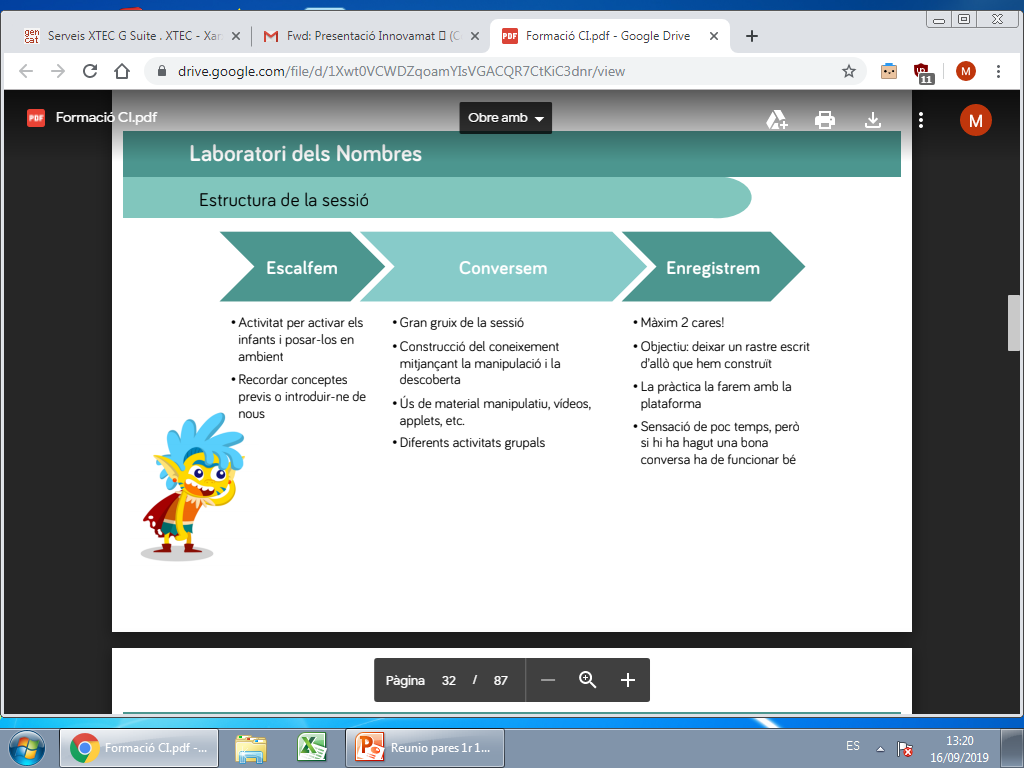 gen
cat
Serveis XTEC G Suite . XTEC - Xar
Fwd: Presentació Innovamat (C
PDF
Formació CI.pdf - Google Drive
drive.google.com/file/d/1Xwt0VCWDZqoamYIsVGACQR7CtKiC3dnr/view
11
M
PDF
Formació CI.pdf
Obre amb
M
Laboratori dels Nombres
Estructura de la sessió
Escalfem
Conversem
Enregistrem
• Activitat per activar els
infants i posar-los en
ambient
• Recordar conceptes
previs o introduir-ne de
nous
• Gran gruix de la sessió
• Construcció del coneixement
mitjançant la manipulació i la
descoberta
• Ús de material manipulatiu, vídeos,
applets, etc.
• Diferents activitats grupals
• Màxim 2 cares!
• Objectiu: deixar un rastre escrit
d'allò que hem construït
• La pràctica la farem amb la
plataforma
• Sensació de poc temps, però
si hi ha hagut una bona
conversa ha de funcionar bé
Pàgina 32 / 87
Formació CI.pdf -...
Reunio pares 1r 1...
ES
13:20
16/09/2019